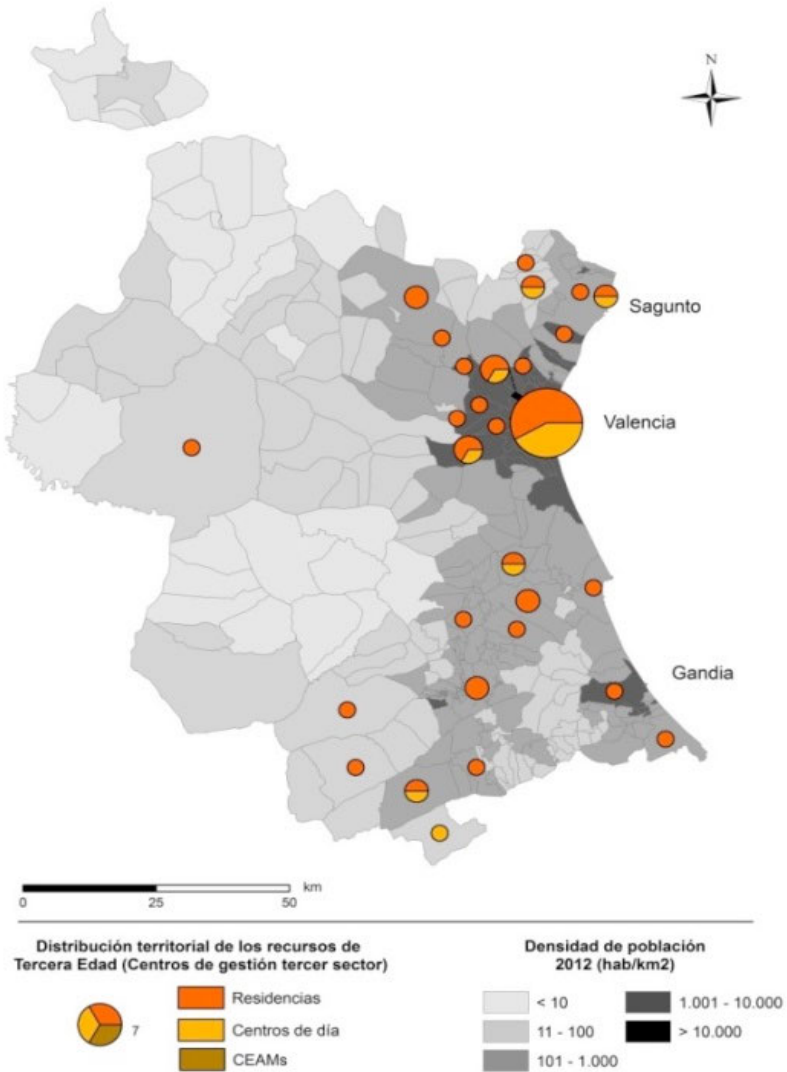 N
Sagunto
Valencia
Gandia
km
0 25 50
Distribución territorial de los recursos de
Tercera Edad (Centros de gestión tercer sector)
7
Residencias
Centros de día
CEAMs
Densidad de población
2012 (hab/km2)
< 10
11 - 100
101 - 1.000
1.001 - 10.000
> 10.000